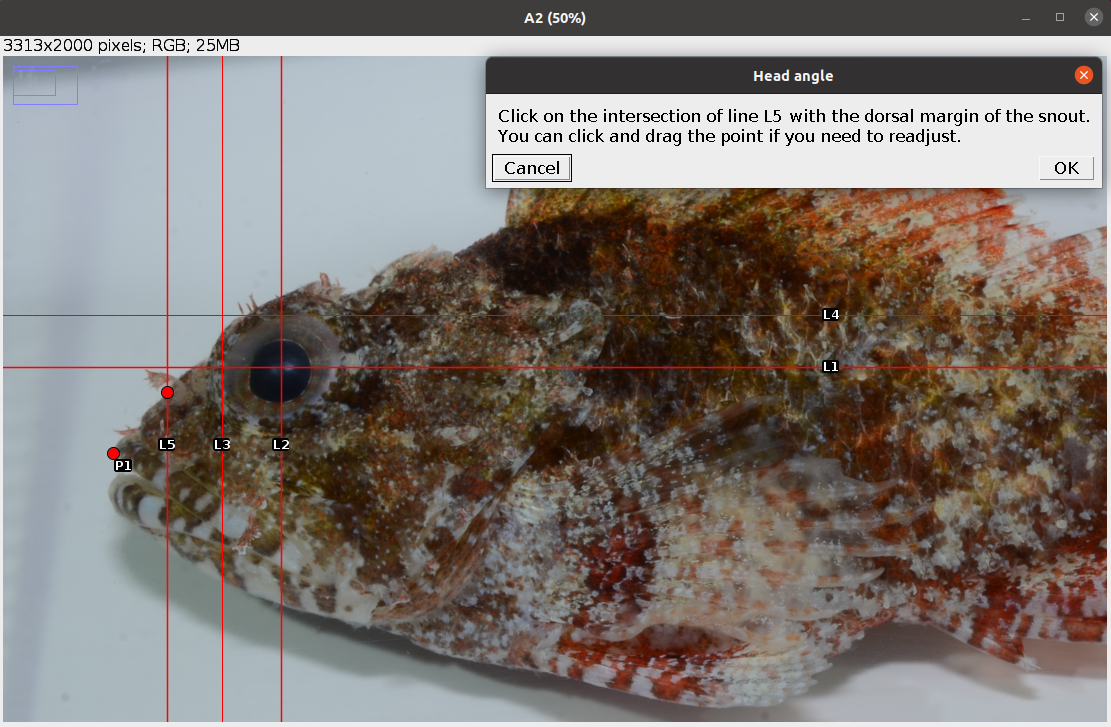 A2 (50%)
3313x2000 pixels; RGB; 25MB
Head angle
Click on the intersection of line L5 with the dorsal margin of the snout.
You can click and drag the point if you need to readjust.
Cancel
OK
L4
L1
L5
L3
L2
P1